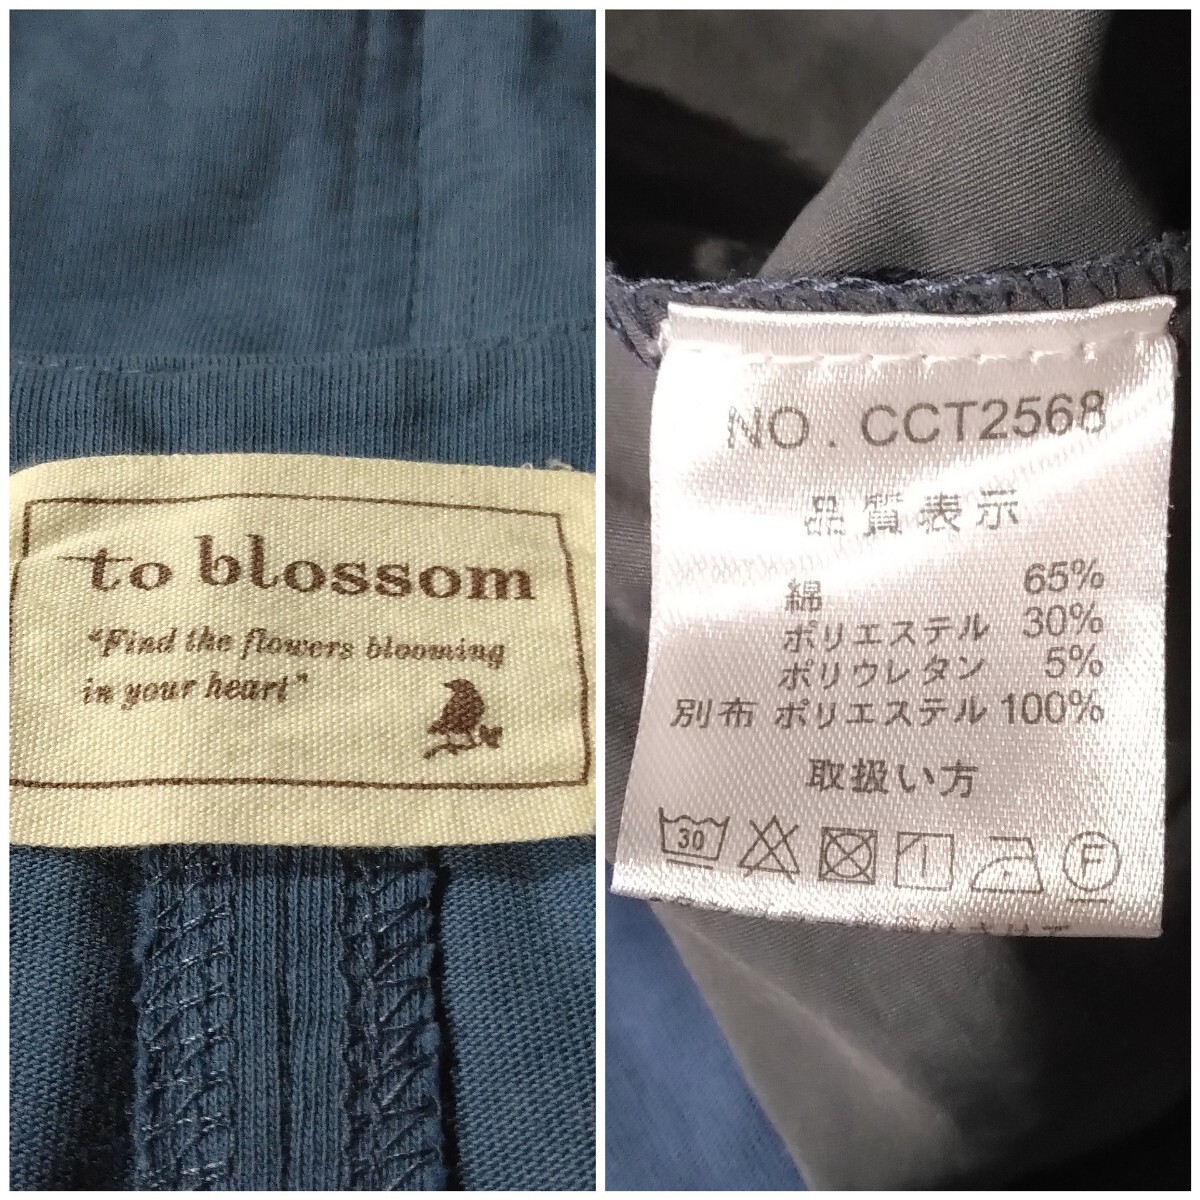 to blossom
"Find the flowers blooming
in your heart"
NO. CCT2568
品質表示
綿 65%
ポリエステル 30%
ポリウレタン 5%
別布 ポリエステル 100%
取扱い方
30 F